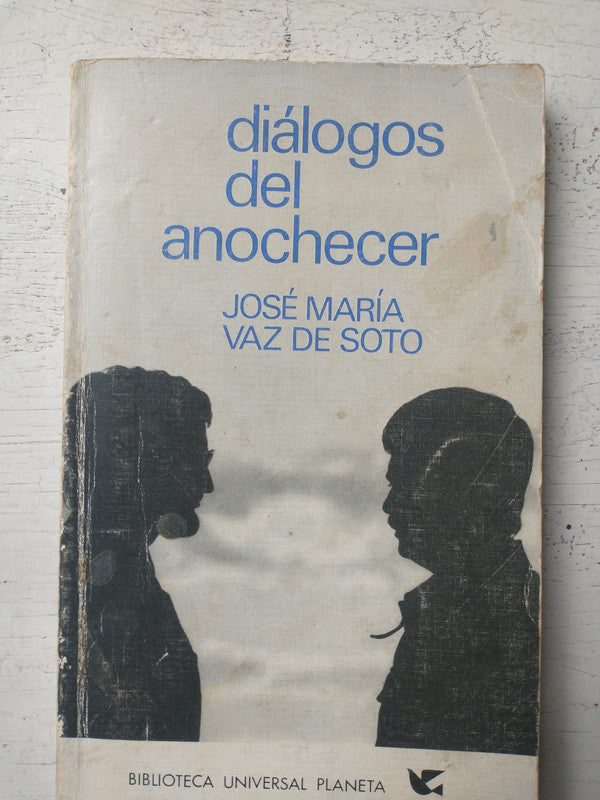 diálogos
del
anochecer
JOSÉ MARÍA
VAZ DE SOTO
BIBLIOTECA UNIVERSAL PLANETA